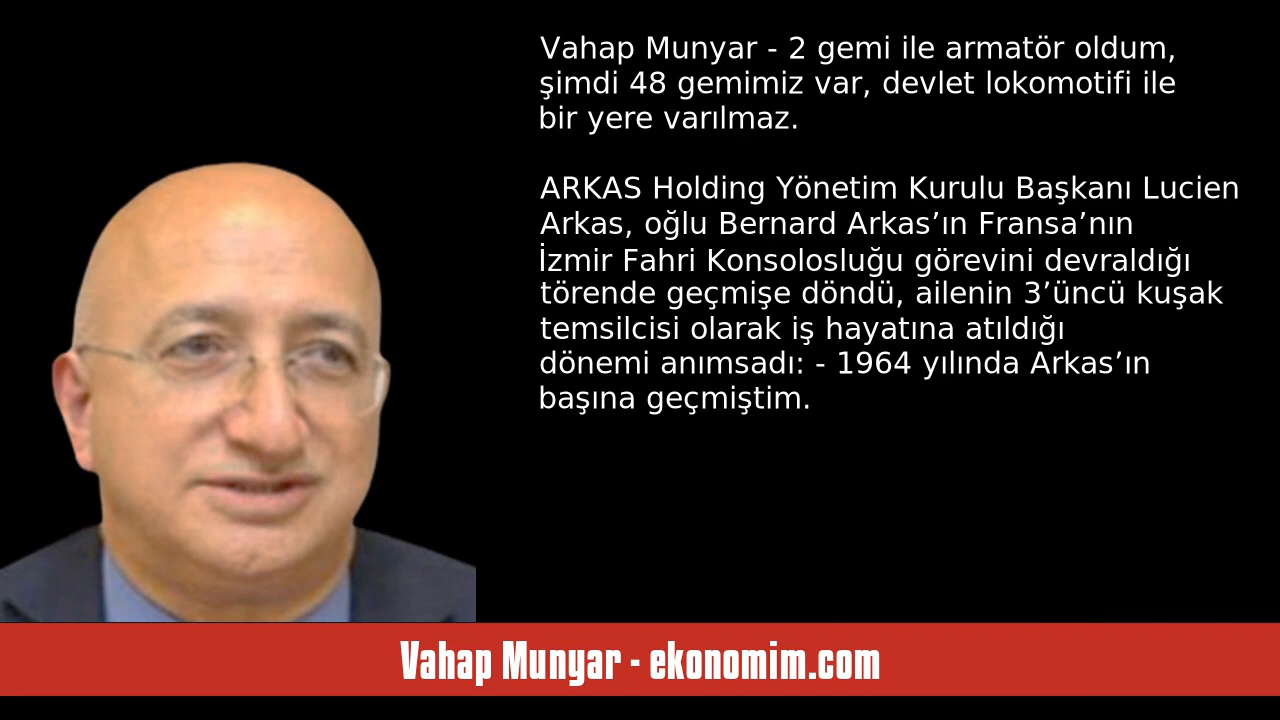 Vahap Munyar - 2 gemi ile armatör oldum,
şimdi 48 gemimiz var, devlet lokomotifi ile
bir yere varılmaz.
ARKAS Holding Yönetim Kurulu Başkanı Lucien
Arkas, oğlu Bernard Arkas’ın Fransa’nın
İzmir Fahri Konsolosluğu görevini devraldığı
törende geçmişe döndü, ailenin 3’üncü kuşak
temsilcisi olarak iş hayatına atıldığı
dönemi anımsadı: - 1964 yılında Arkas’ın
başına geçmiştim.
Vahap Munyar - ekonomim.com